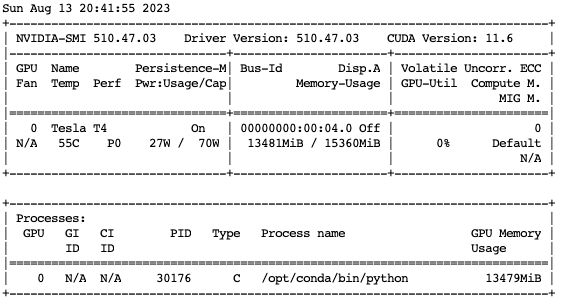 Sun Aug 13 20:41:55 2023
+-----------------------------------------------------------------------------+
| NVIDIA-SMI 510.47.03    Driver Version: 510.47.03    CUDA Version: 11.6     |
|-------------------------------+----------------------+----------------------+
| GPU  Name        Persistence-M| Bus-Id        Disp.A | Volatile Uncorr. ECC |
| Fan  Temp  Perf  Pwr:Usage/Cap|         Memory-Usage | GPU-Util  Compute M. |
|                               |                      |               MIG M. |
|===============================+======================+======================|
|   0  Tesla T4            On   | 00000000:00:04.0 Off |                    0 |
| N/A   55C    P0    27W /  70W |  13481MiB / 15360MiB |      0%      Default |
|                               |                      |                  N/A |
+-------------------------------+----------------------+----------------------+

+-----------------------------------------------------------------------------+
| Processes:                                                                  |
|  GPU   GI   CI        PID   Type   Process name                  GPU Memory |
|        ID   ID                                                   Usage      |
|=============================================================================|
|    0   N/A  N/A     30176      C   /opt/conda/bin/python           13479MiB |
+-----------------------------------------------------------------------------+